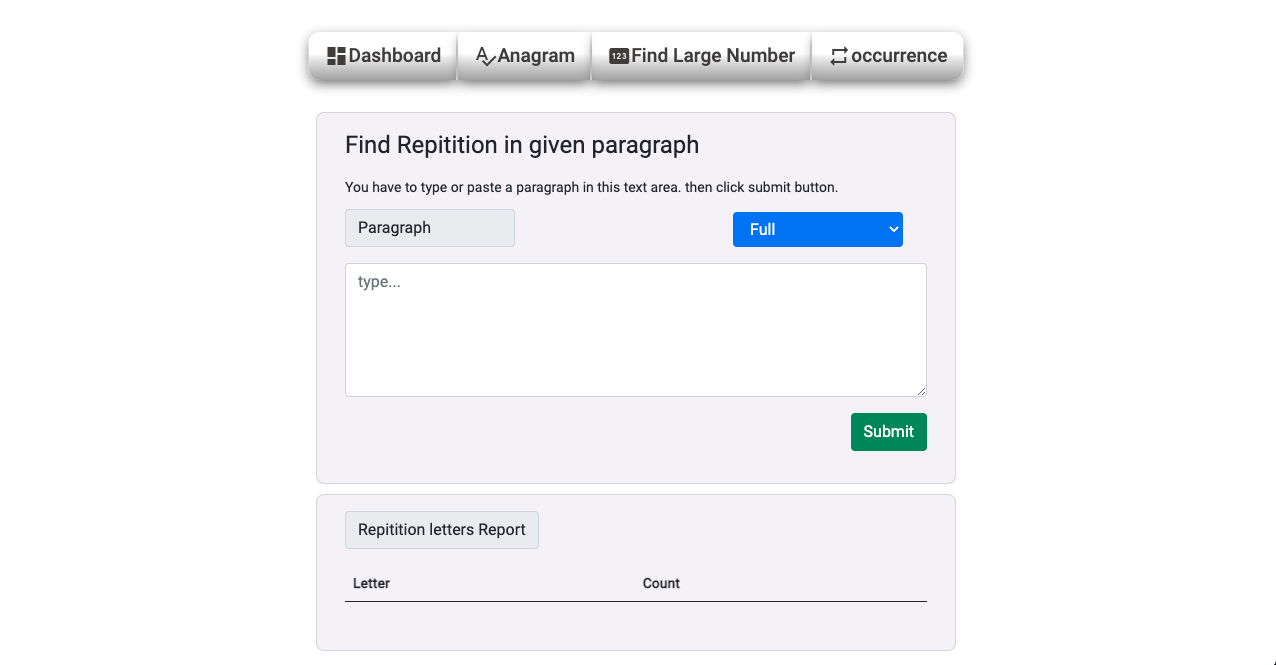 Dashboard Anagram 123 Find Large Number occurrence
Find Repitition in given paragraph
You have to type or paste a paragraph in this text area. then click submit button.
Paragraph Full
type...
Submit
Repitition letters Report
Letter Count